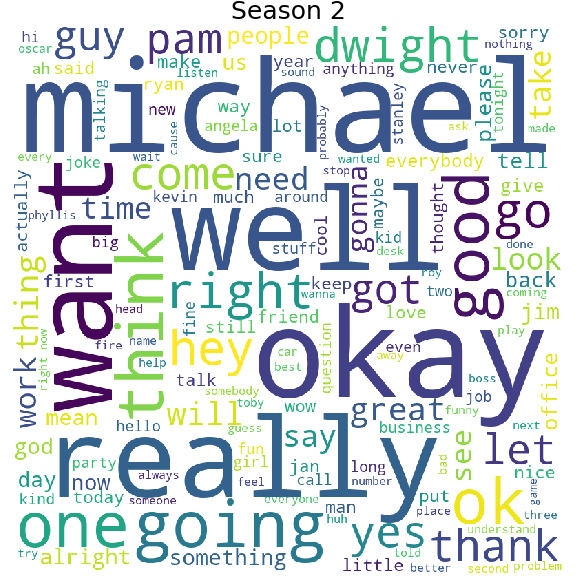 Season 2
hi
oscar
ah said
guy
pam
people
us
make
listen
year
sound
dwight
never
sorry
nothing
anything
michael
talking
ryan
new
way
angela
lot
cause
probably
stanley
please
tonight
take
ask
made
every
joke
wait
sure
wanted
everybody
tell
actually
want
come
need
stop
gonna
maybe
good
give
go
phyllis
time
kevin
much
around
cool
kid
thought
big
well
stuff
desk
roy
done
look
first
thing
think
right
keep
got
two
back
coming
wanna
head
fine
still
friend
love
jim
work
right now
fire
name
help
hey
okay
car
best
question
even
away
play
boss
job
office
mean
talk
somebody
toby
wow
great
funny
hello
will
guess
business
next
god
really
fun
girl
say
jan
call
long
number
see
let
nice
day
party
now
always
feel
everyone
man
put
place
bad
ok
game
kind
today
someone
three
one
going
huh
yes
told
thank
understand
try
alright
something
little
better
second
problem